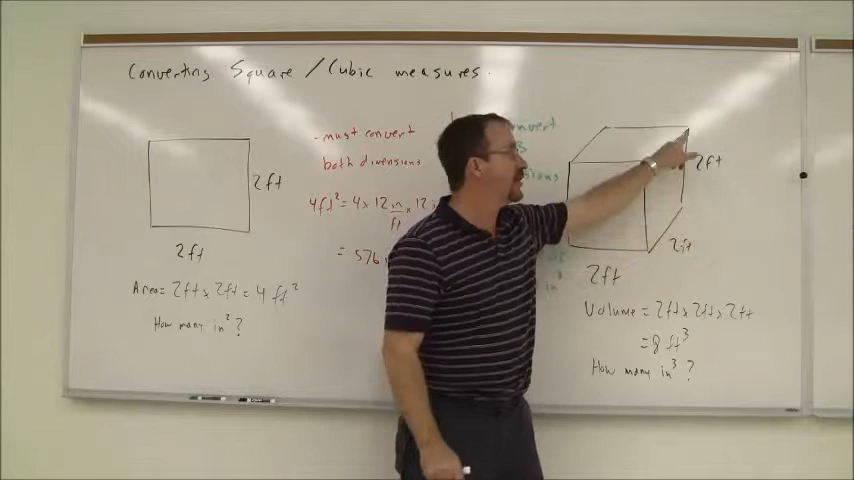 Converting Square / Cubic measures.
2ft
2ft
Area = 2ft x 2ft = 4 ft²
How many in²?
- must convert
both dimensions
4ft² = 4 x 12 in/ft x 12
= 576
2ft
2ft
2ft
Volume = 2ft x 2ft x 2ft
= 8 ft³
How many in³?